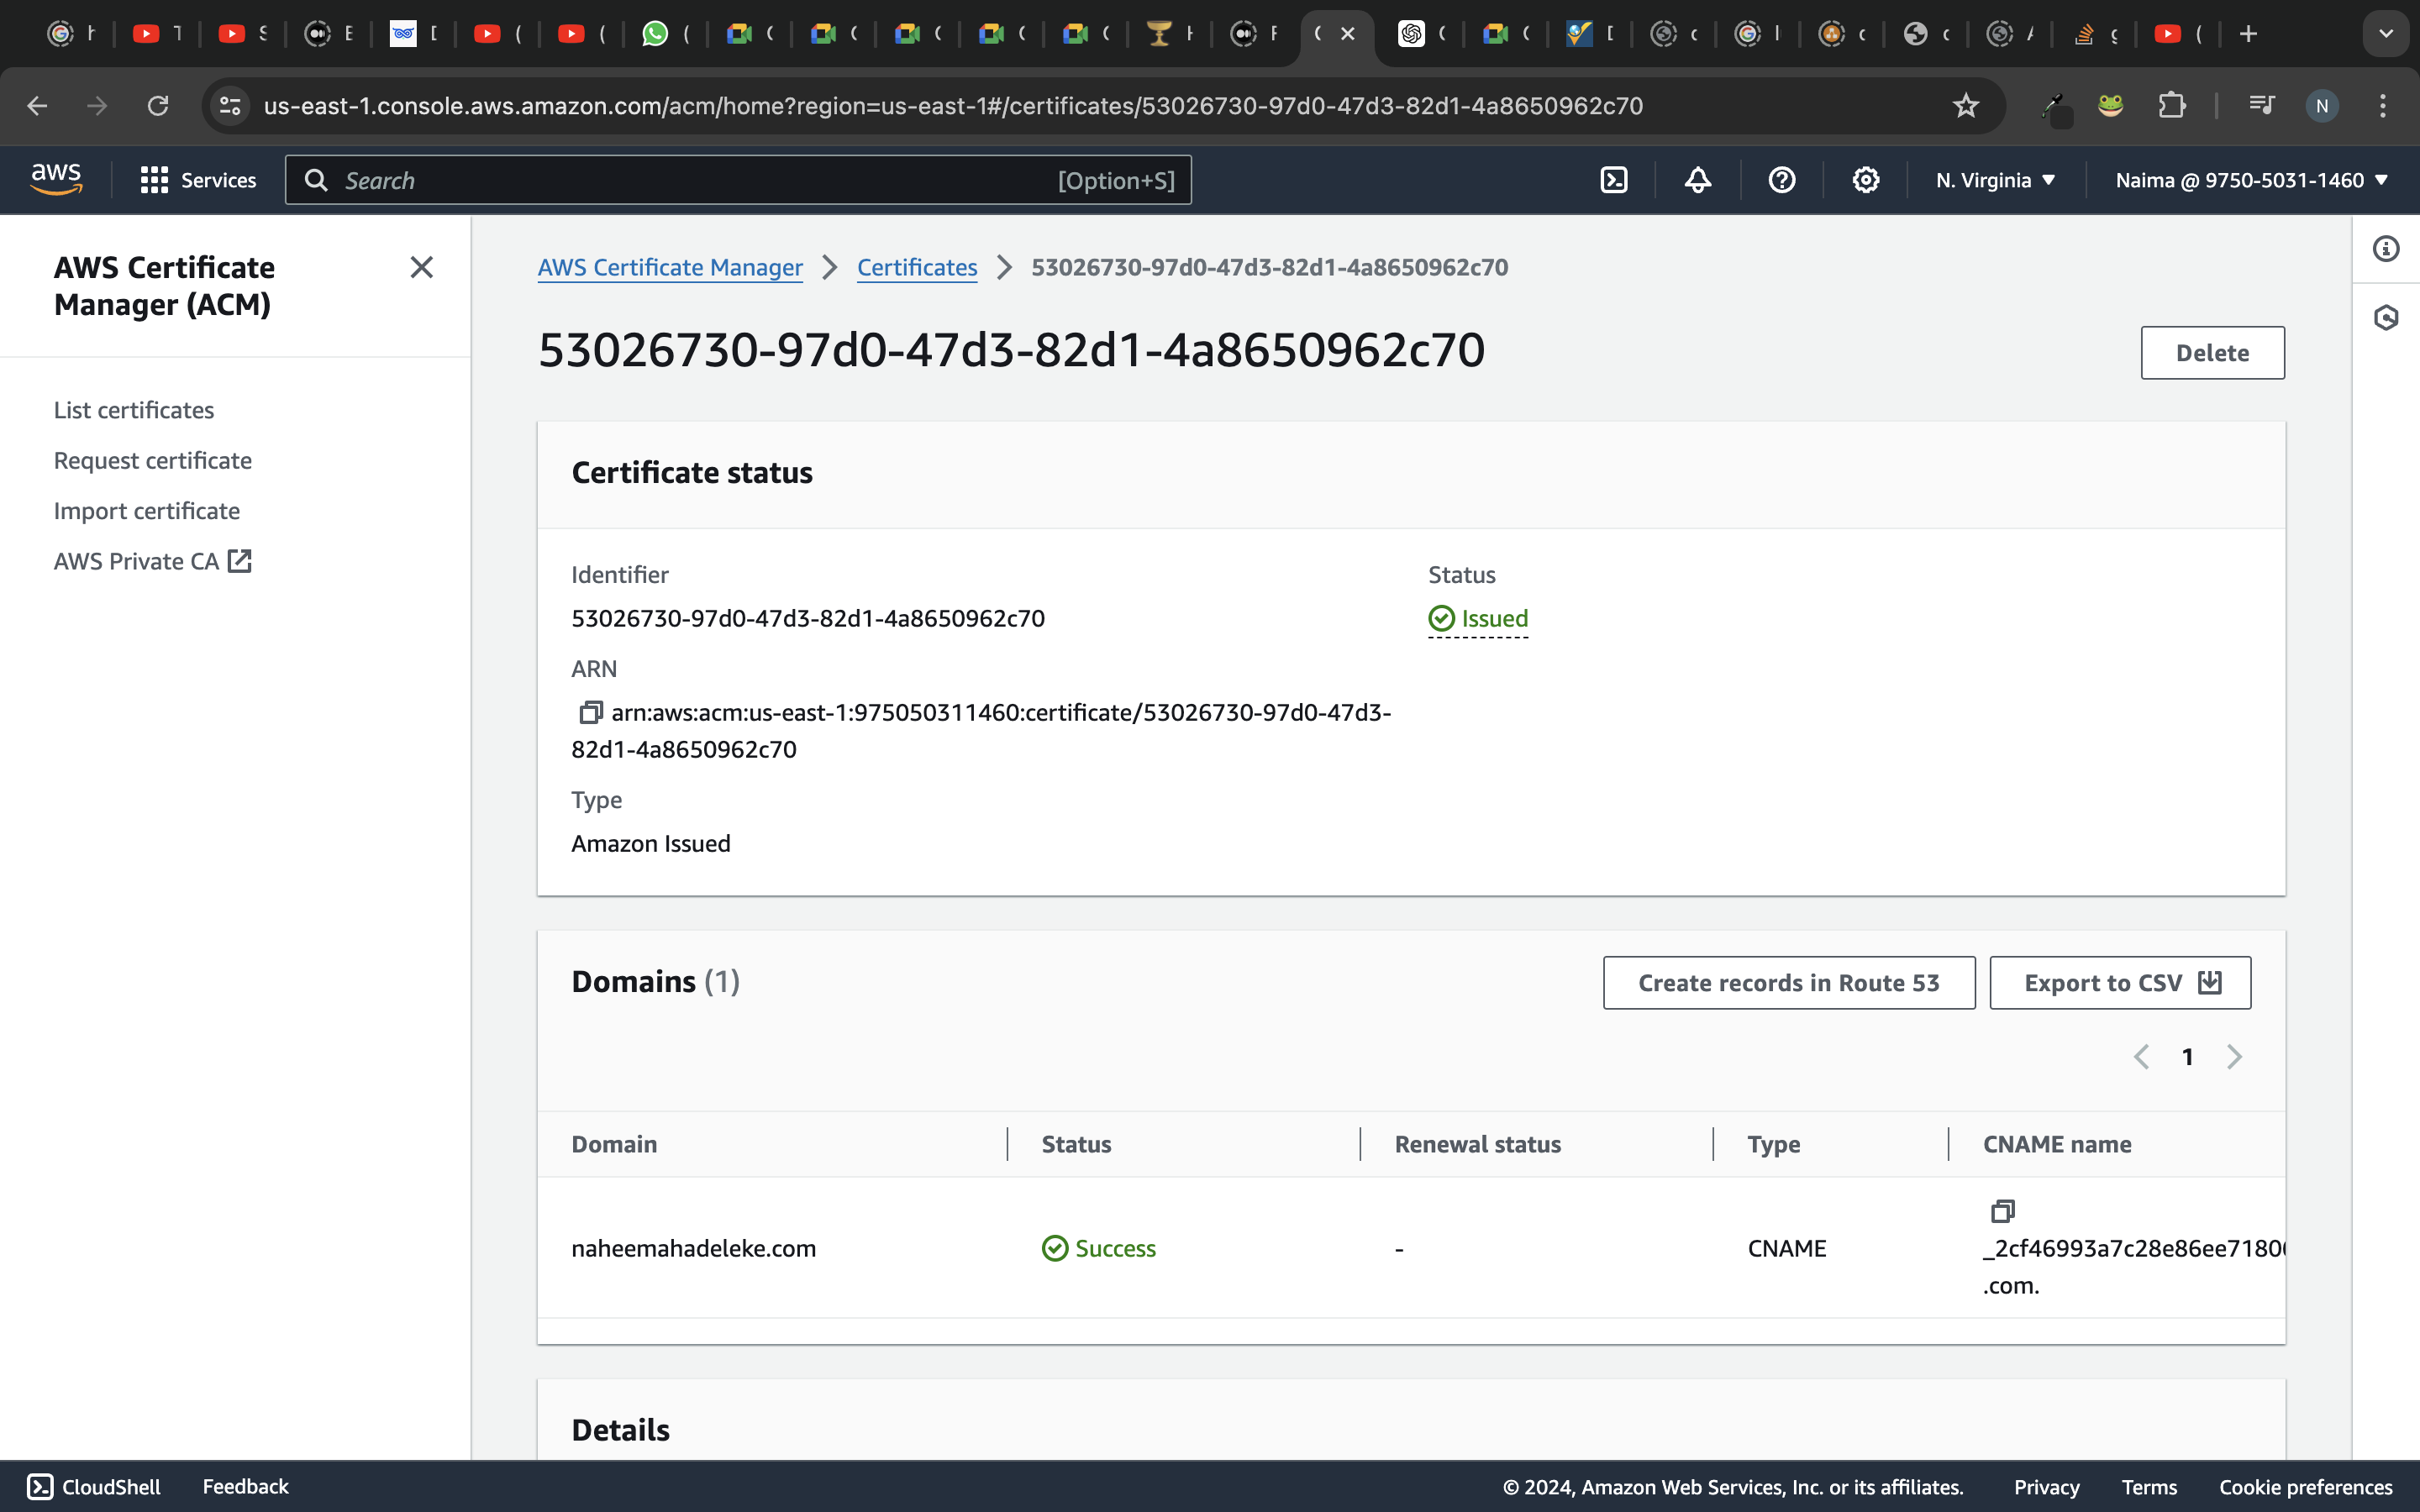 us-east-1.console.aws.amazon.com/acm/home?region=us-east-1#/certificates/53026730-97d0-47d3-82d1-4a8650962c70
N
aws
Services
Search
[Option+S]
N. Virginia
Naima @ 9750-5031-1460
AWS Certificate
Manager (ACM)
List certificates
Request certificate
Import certificate
AWS Private CA
AWS Certificate Manager
Certificates
53026730-97d0-47d3-82d1-4a8650962c70
53026730-97d0-47d3-82d1-4a8650962c70
Delete
Certificate status
Identifier
53026730-97d0-47d3-82d1-4a8650962c70
Status
Issued
ARN
arn:aws:acm:us-east-1:975050311460:certificate/53026730-97d0-47d3-
82d1-4a8650962c70
Type
Amazon Issued
Domains (1)
Create records in Route 53
Export to CSV
1
Domain
Status
Renewal status
Type
CNAME name
naheemahadeleke.com
Success
-
CNAME
_2cf46993a7c28e86ee7180
.com.
Details
CloudShell
Feedback
© 2024, Amazon Web Services, Inc. or its affiliates.
Privacy
Terms
Cookie preferences